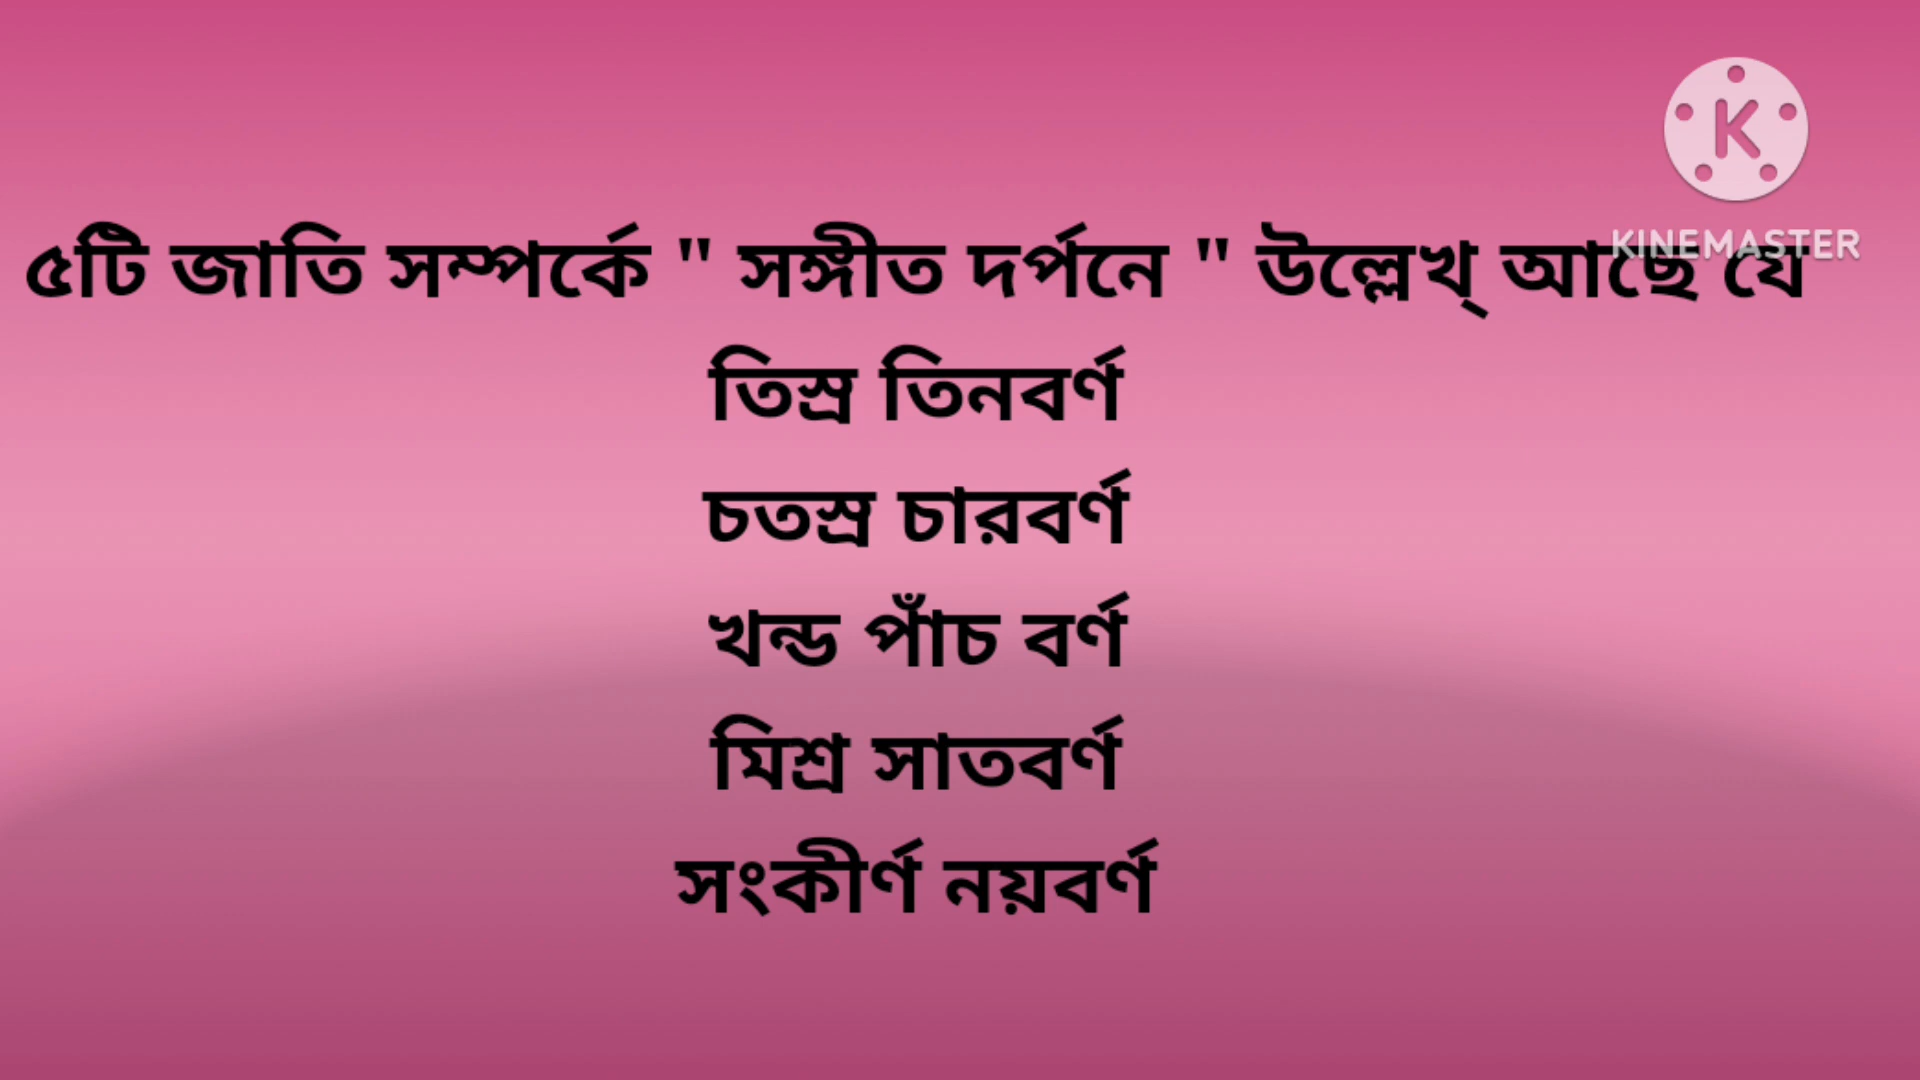 KINEMASTER
৫টি জাতি সম্পর্কে " সঙ্গীত দর্পনে " উল্লেখ্ আছে যে
তিস্র তিনবর্ণ
চতস্র চারবর্ণ
খন্ড পাঁচ বর্ণ
মিশ্র সাতবর্ণ
সংকীর্ণ নয়বর্ণ